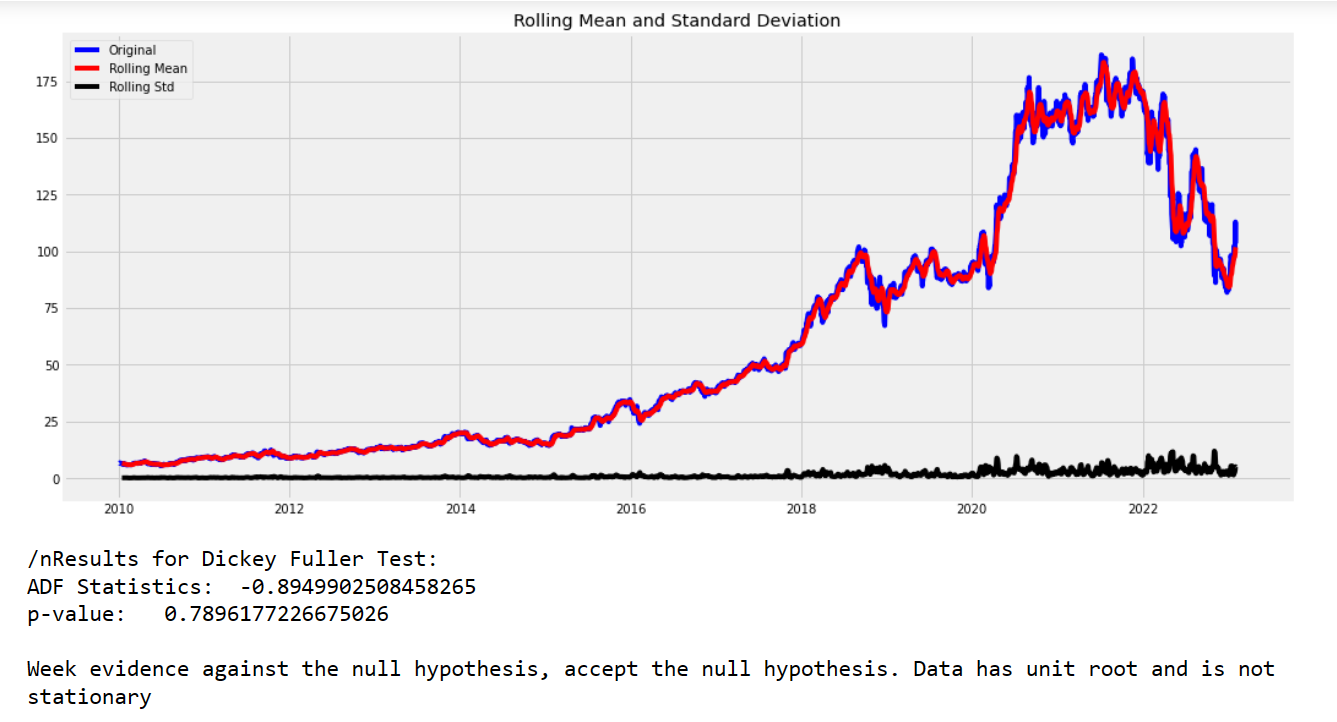 Rolling Mean and Standard Deviation
Original
Rolling Mean
Rolling Std
175
150
125
100
75
50
25
0
2010 2012 2014 2016 2018 2020 2022
/nResults for Dickey Fuller Test:
ADF Statistics:  -0.8949902508458265
p-value:   0.7896177226675026
Week evidence against the null hypothesis, accept the null hypothesis. Data has unit root and is not
stationary